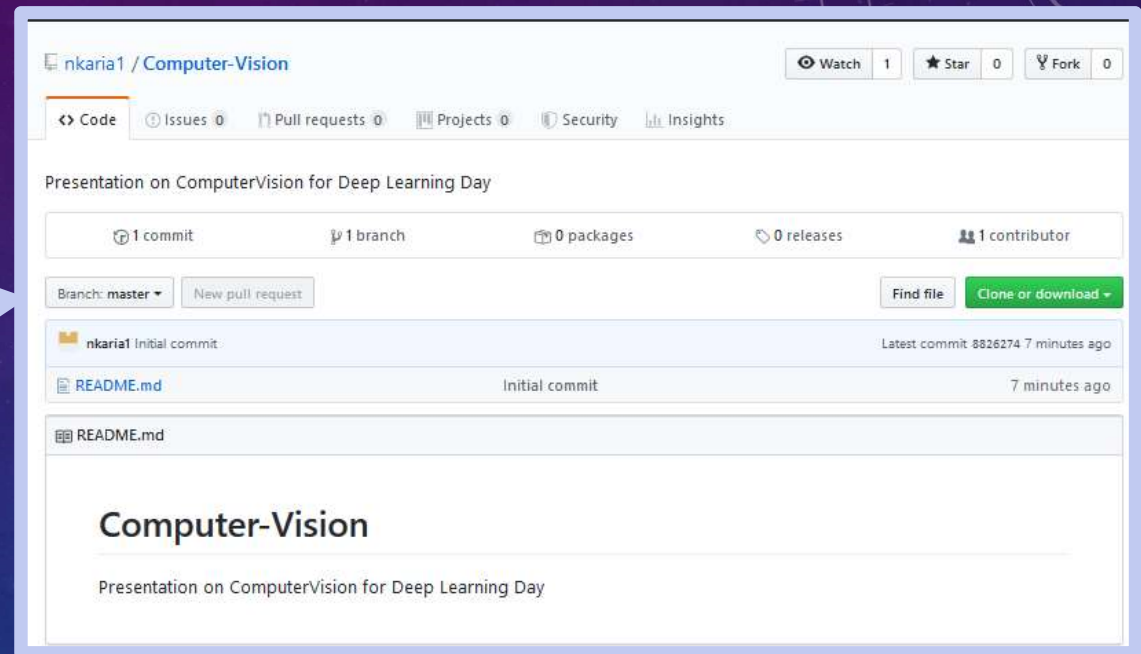 nkaria1 / Computer-Vision Watch 1 Star 0 Fork 0
<> Code Issues 0 Pull requests 0 Projects 0 Security Insights
Presentation on ComputerVision for Deep Learning Day
1 commit 1 branch 0 packages 0 releases 1 contributor
Branch: master New pull request Find file Clone or download
nkaria1 Initial commit Latest commit 8826274 7 minutes ago
README.md Initial commit 7 minutes ago
README.md
Computer-Vision
Presentation on ComputerVision for Deep Learning Day